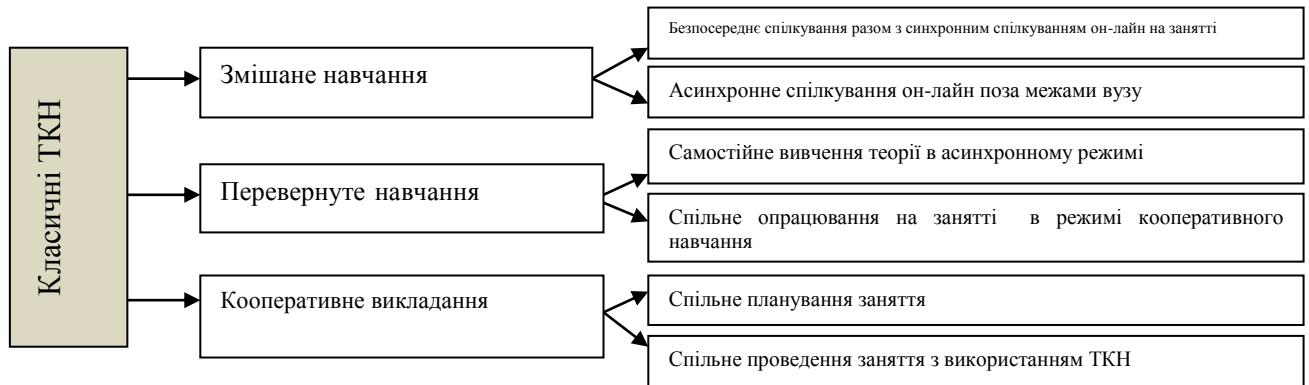 Класичні ТКН
Змішане навчання
Безпосереднє спілкування разом з синхронним спілкуванням он-лайн на занятті
Асинхронне спілкування он-лайн поза межами вузу
Перевернуте навчання
Самостійне вивчення теорії в асинхронному режимі
Спільне опрацювання на занятті в режимі кооперативного
навчання
Кооперативне викладання
Спільне планування заняття
Спільне проведення заняття з використанням ТКН